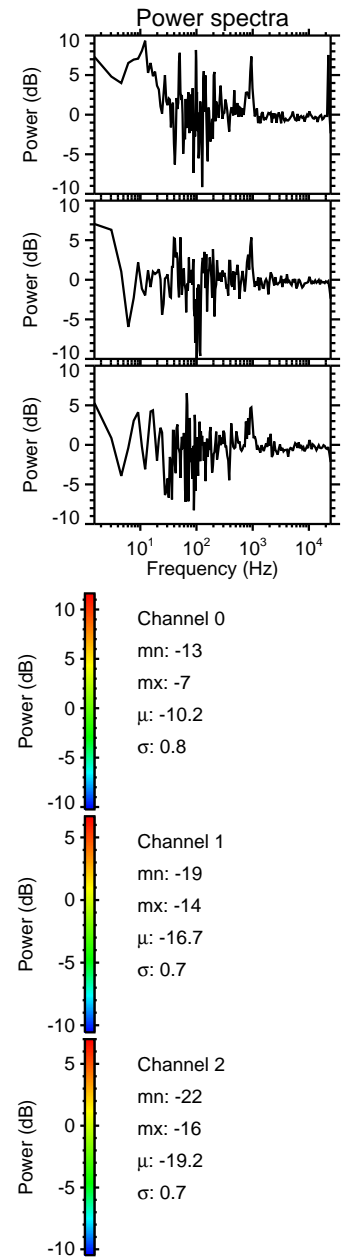 Power spectra
10
5
0
-5
-10
Power (dB)
10
5
0
-5
-10
Power (dB)
10
5
0
-5
-10
Power (dB)
10¹ 10² 10³ 10⁴
Frequency (Hz)
10
5
0
-5
-10
Power (dB)
Channel 0
mn: -13
mx: -7
μ: -10.2
σ: 0.8
5
0
-5
-10
Power (dB)
Channel 1
mn: -19
mx: -14
μ: -16.7
σ: 0.7
5
0
-5
-10
Power (dB)
Channel 2
mn: -22
mx: -16
μ: -19.2
σ: 0.7